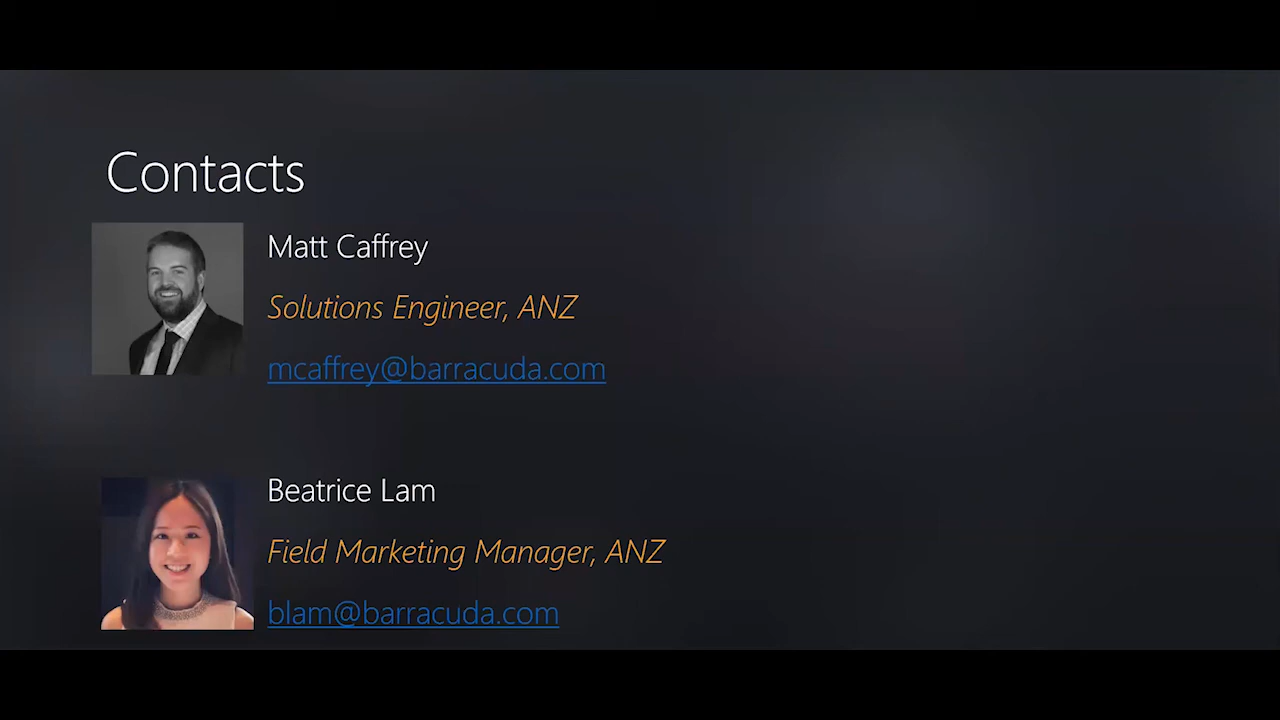 Contacts
Matt Caffrey
Solutions Engineer, ANZ
mcaffrey@barracuda.com
Beatrice Lam
Field Marketing Manager, ANZ
blam@barracuda.com